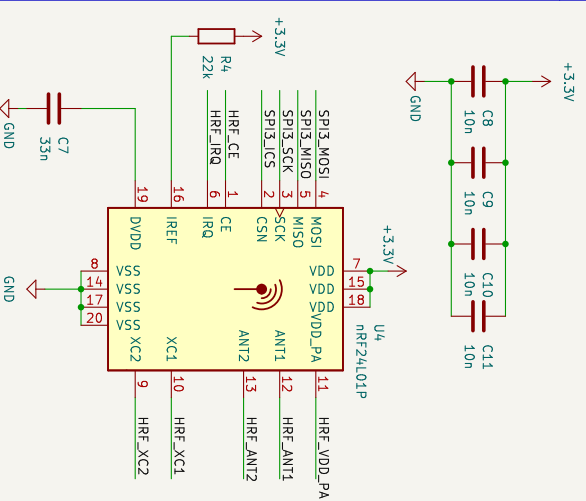 +3.3V
R4
22k
+3.3V
GND
C8
10n
C9
10n
C10
10n
C11
10n
GND
C7
33n
HRF_IRQ
HRF_CE
SPI3_ICS
SPI3_SCK
SPI3_MISO
SPI3_MOSI
19
16
6
1
2
3
5
4
DVDD
IREF
IRQ
CE
CSN
SCK
MISO
MOSI
+3.3V
GND
8
14
17
20
VSS
VSS
VSS
VSS
VDD
VDD
VDD
7
15
18
XC2
XC1
ANT2
ANT1
VDD_PA
U4
nRF24L01P
9
10
13
12
11
HRF_XC2
HRF_XC1
HRF_ANT2
HRF_ANT1
HRF_VDD_PA